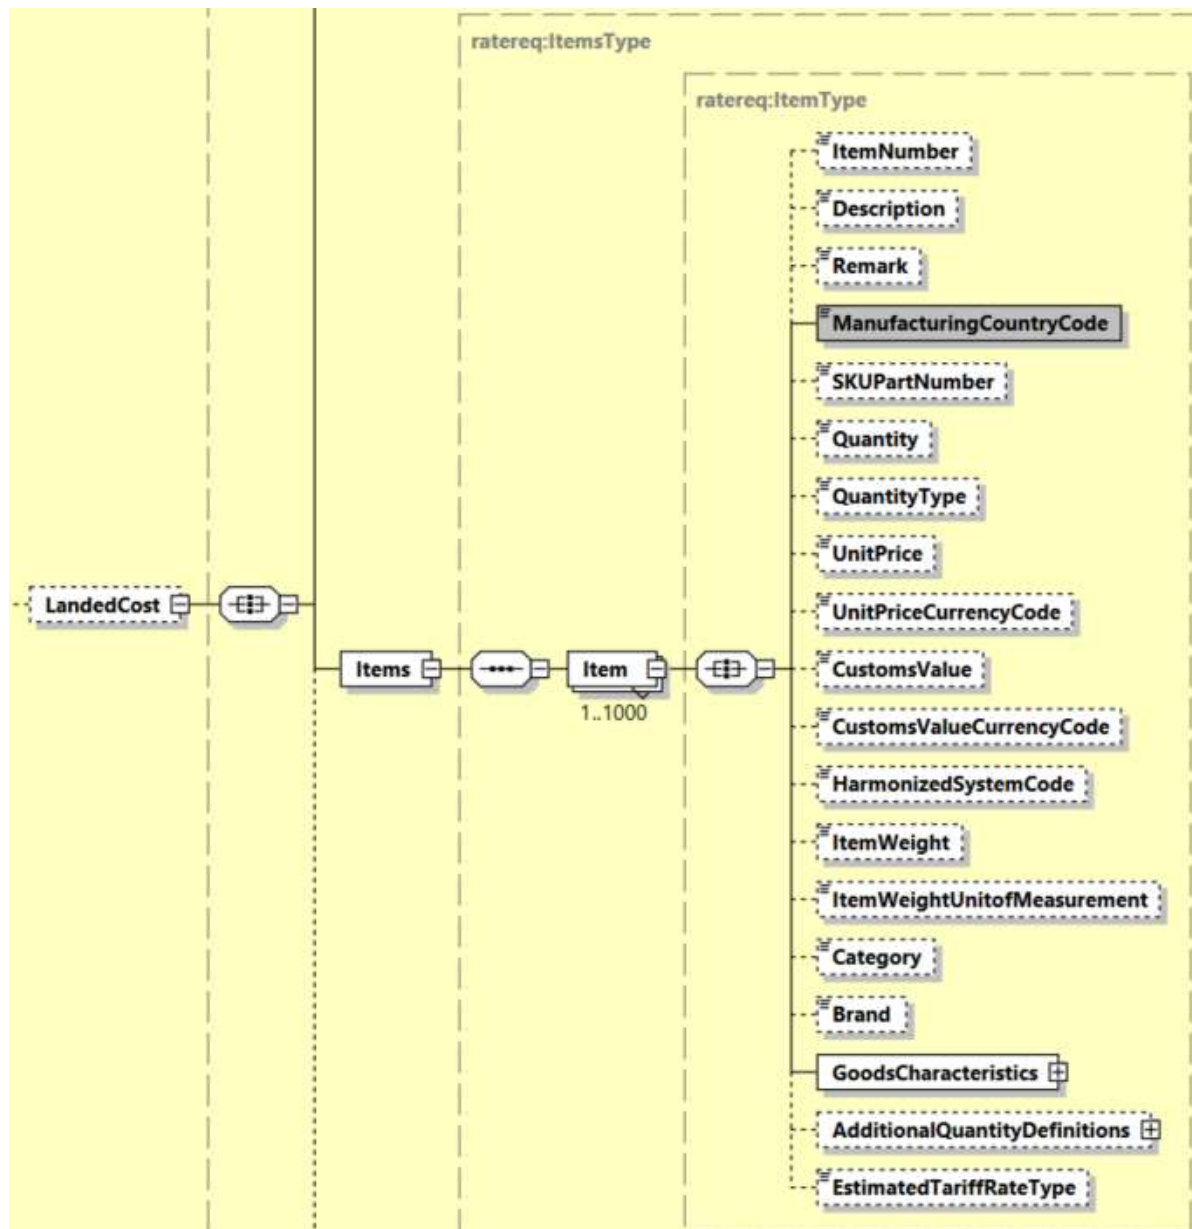 ratereq:ItemsType
ratereq:ItemType
ItemNumber
Description
Remark
ManufacturingCountryCode
SKUPartNumber
Quantity
QuantityType
UnitPrice
LandedCost
UnitPriceCurrencyCode
Items
Item
CustomsValue
1..1000
CustomsValueCurrencyCode
HarmonizedSystemCode
ItemWeight
ItemWeightUnitofMeasurement
Category
Brand
GoodsCharacteristics
AdditionalQuantityDefinitions
EstimatedTariffRateType